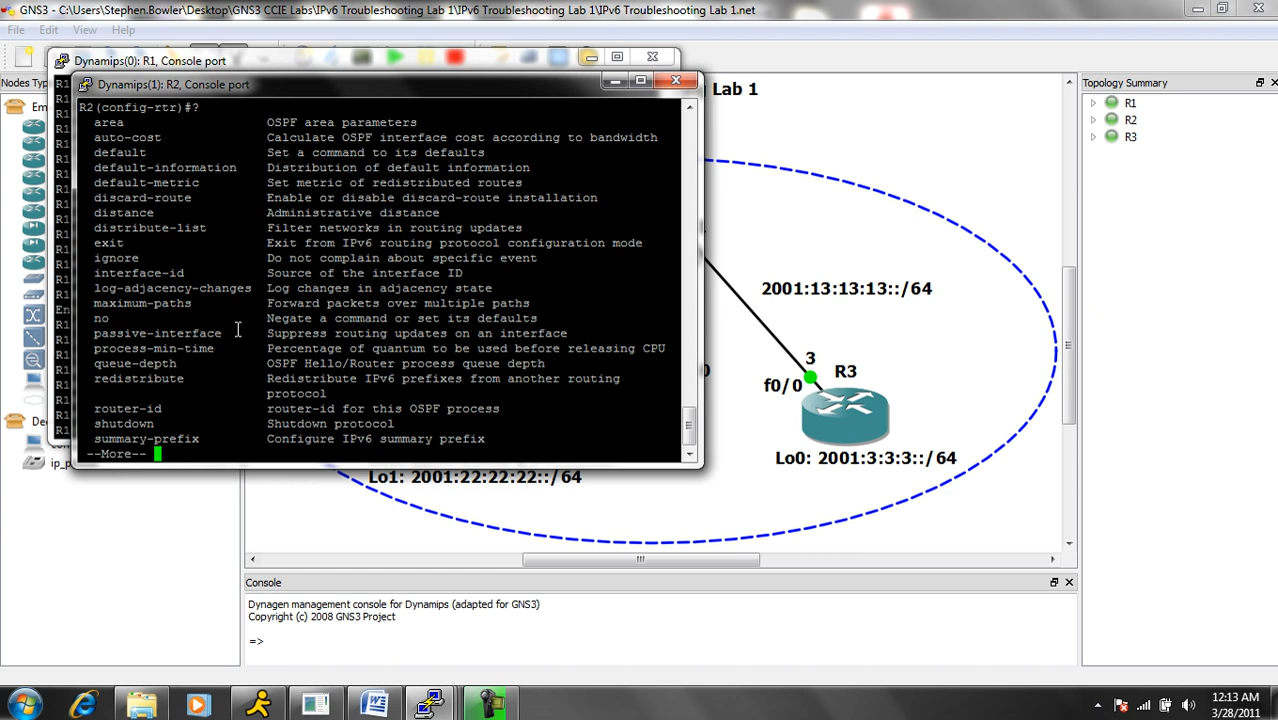 GNS3 - C:\Users\Stephen.Bowler\Desktop\GNS3 CCIE Labs\IPv6 Troubleshooting Lab 1\IPv6 Troubleshooting Lab 1\IPv6 Troubleshooting Lab 1.net
File Edit View Help
Dynamips(0): R1, Console port
Nodes Types
Dynamips(1): R2, Console port
Lab 1
Topology Summary
R1
R2
R3
R2(config-rtr)#?
area OSPF area parameters
auto-cost Calculate OSPF interface cost according to bandwidth
default Set a command to its defaults
default-information Distribution of default information
default-metric Set metric of redistributed routes
discard-route Enable or disable discard-route installation
distance Administrative distance
distribute-list Filter networks in routing updates
exit Exit from IPv6 routing protocol configuration mode
ignore Do not complain about specific event
interface-id Source of the interface ID
log-adjacency-changes Log changes in adjacency state
maximum-paths Forward packets over multiple paths
no Negate a command or set its defaults
passive-interface Suppress routing updates on an interface
process-min-time Percentage of quantum to be used before releasing CPU
queue-depth OSPF Hello/Router process queue depth
redistribute Redistribute IPv6 prefixes from another routing
protocol
router-id router-id for this OSPF process
shutdown Shutdown protocol
summary-prefix Configure IPv6 summary prefix
--More--
2001:13:13:13::/64
3
R3
f0/0
Lo0: 2001:3:3:3::/64
Lo1: 2001:22:22:22::/64
Console
Dynagen management console for Dynamips (adapted for GNS3)
Copyright (c) 2008 GNS3 Project
=>
12:13 AM
3/28/2011